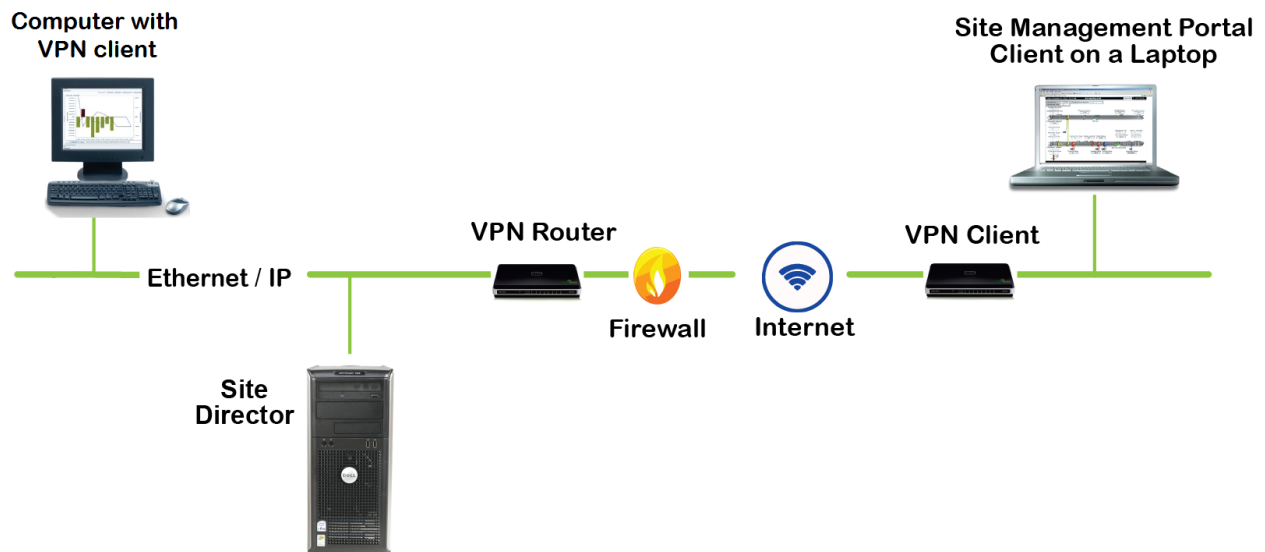 Computer with
VPN client
Site Management Portal
Client on a Laptop
VPN Router
VPN Client
Ethernet / IP
Firewall
Internet
Site
Director
DELL